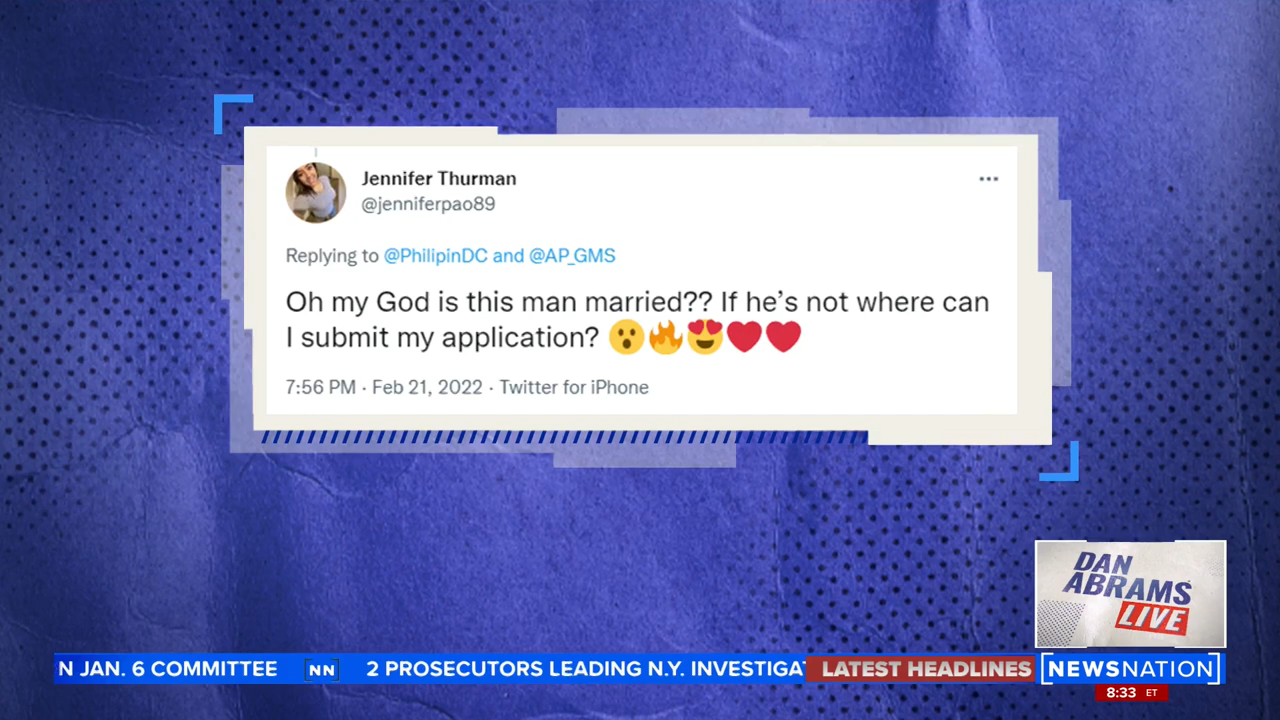 Jennifer Thurman
@jenniferpao89
Replying to @PhilipinDC and @AP_GMS
Oh my God is this man married?? If he’s not where can
I submit my application? 😮🔥😍❤️❤️
7:56 PM · Feb 21, 2022 · Twitter for iPhone
DAN
ABRAMS
LIVE
N JAN. 6 COMMITTEE NN 2 PROSECUTORS LEADING N.Y. INVESTIGAT LATEST HEADLINES NEWSNATION
8:33 ET